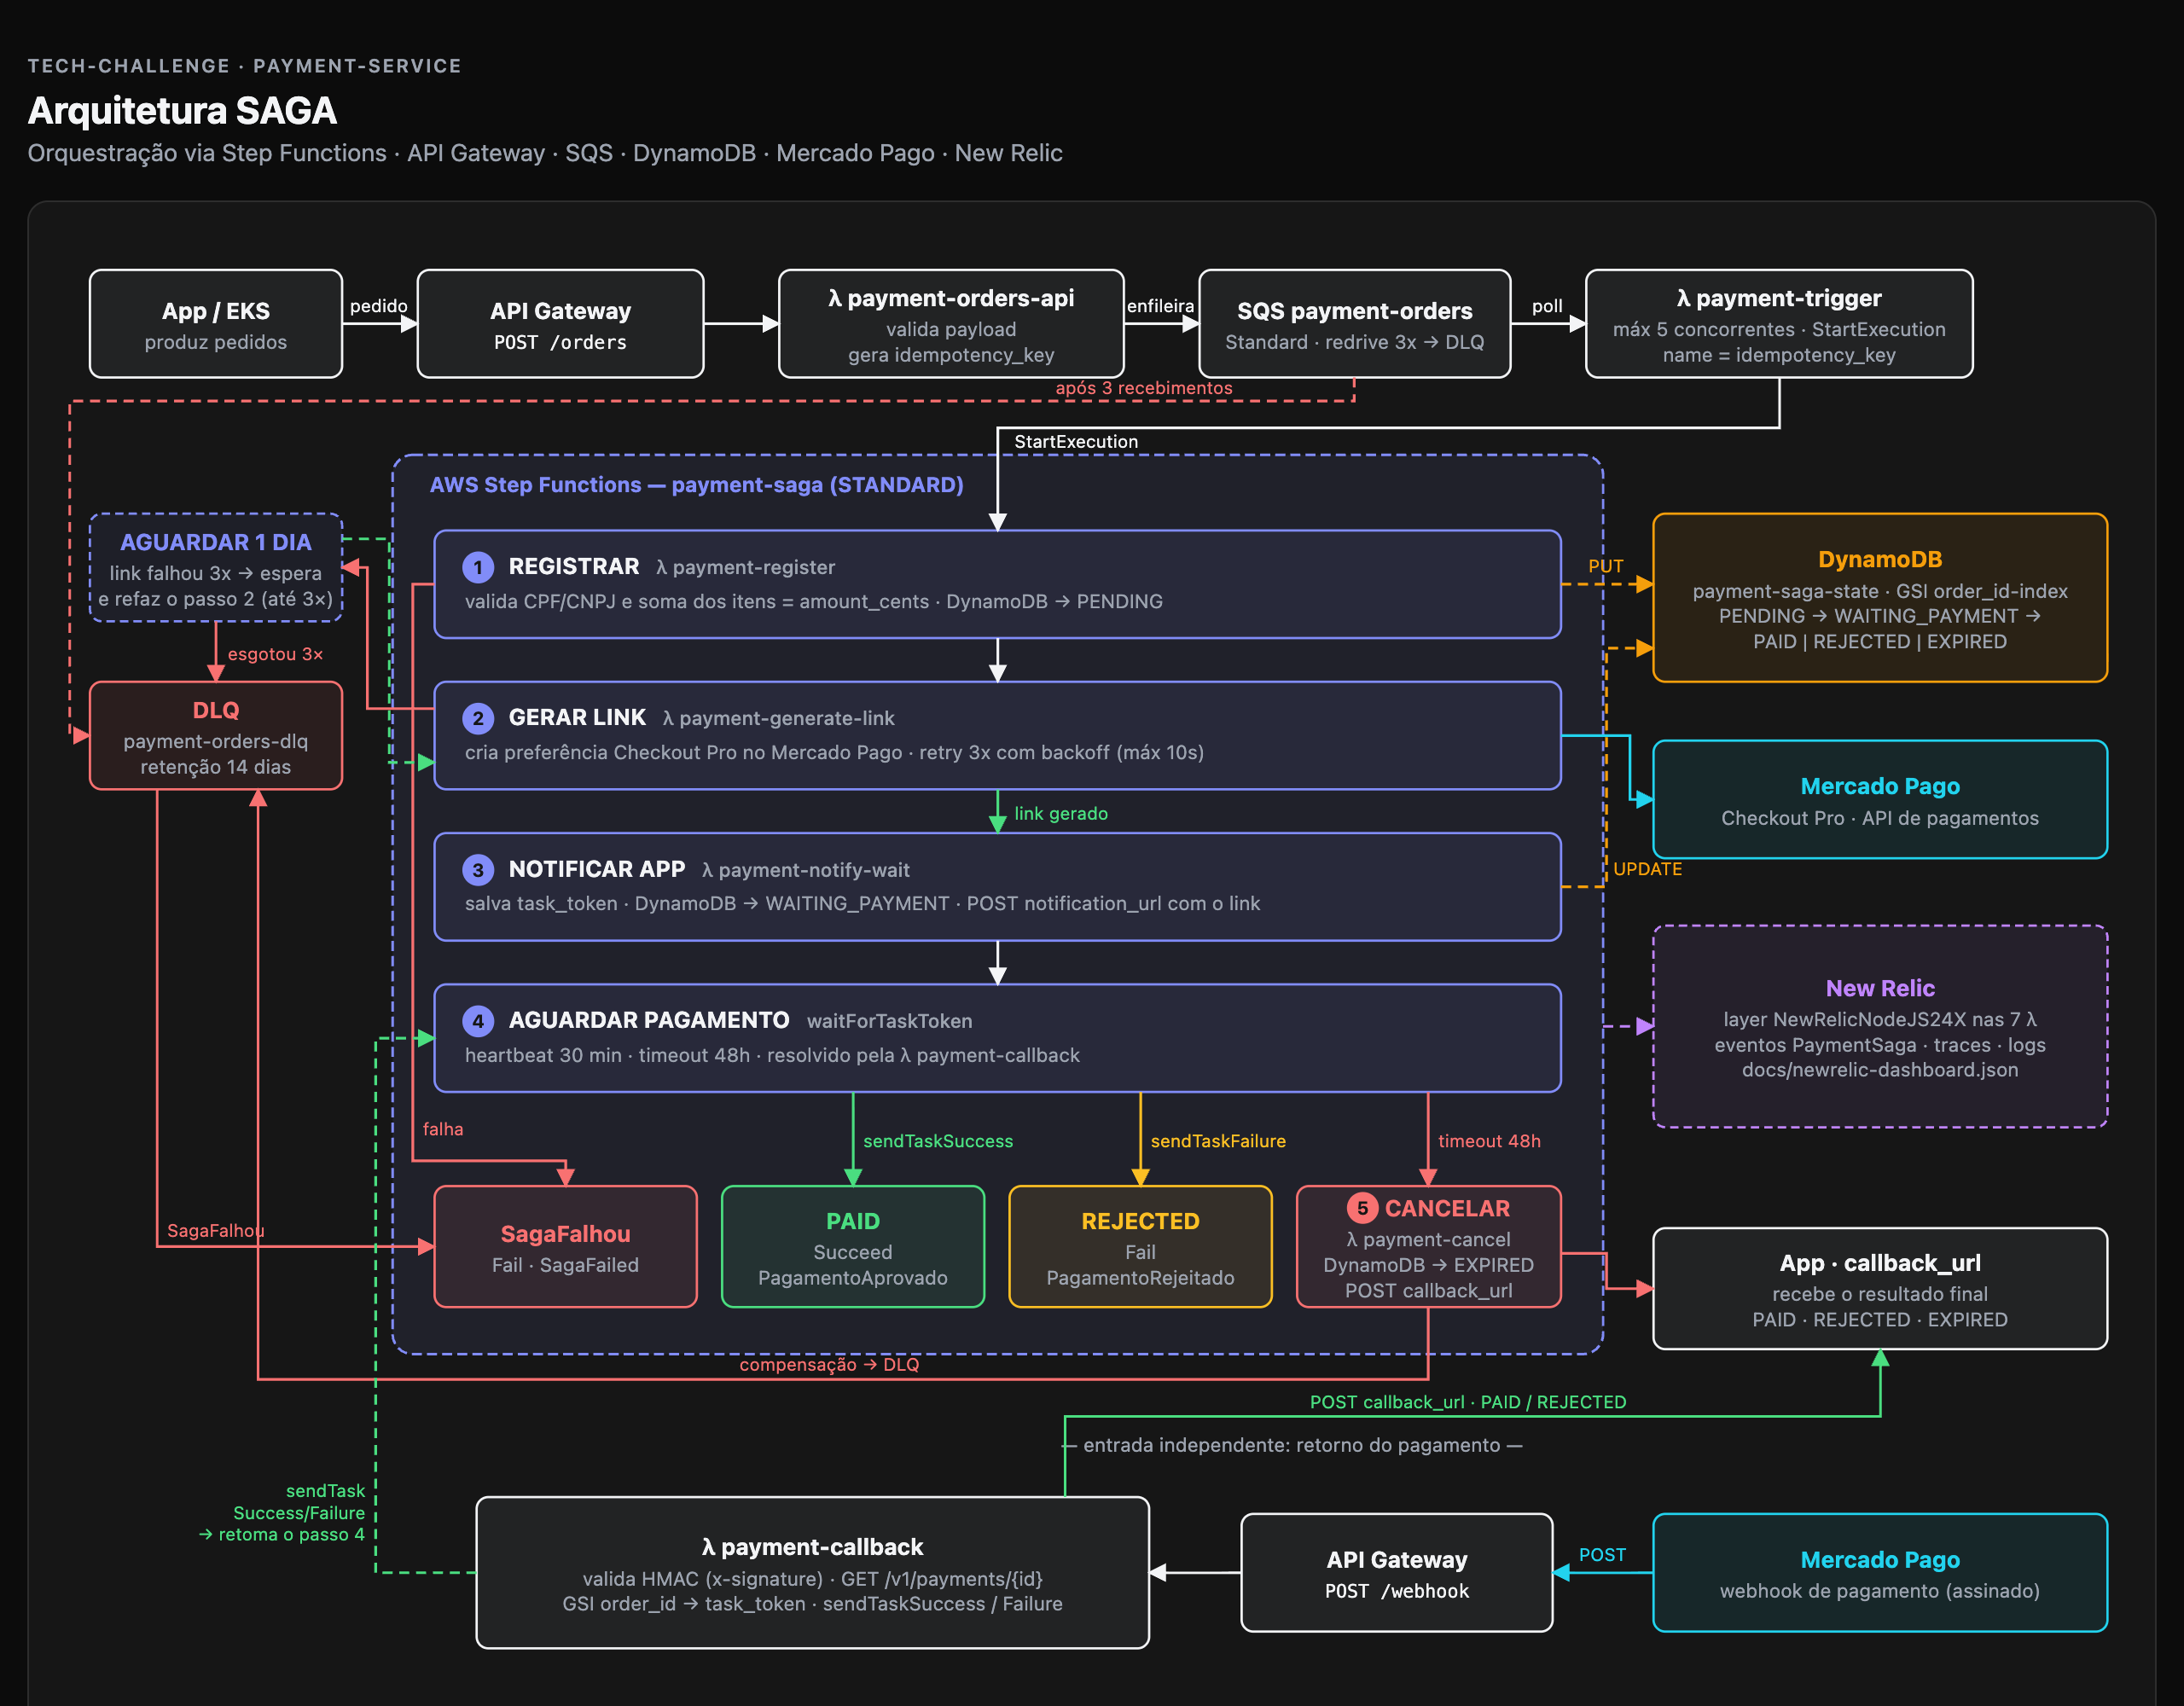 TECH-CHALLENGE · PAYMENT-SERVICE
Arquitetura SAGA
Orquestração via Step Functions · API Gateway · SQS · DynamoDB · Mercado Pago · New Relic
App / EKS
produz pedidos
pedido
API Gateway
POST /orders
λ payment-orders-api
valida payload
gera idempotency_key
enfileira
SQS payment-orders
Standard · redrive 3x → DLQ
poll
λ payment-trigger
máx 5 concorrentes · StartExecution
name = idempotency_key
após 3 recebimentos
StartExecution
AWS Step Functions — payment-saga (STANDARD)
AGUARDAR 1 DIA
link falhou 3x → espera
e refaz o passo 2 (até 3×)
esgotou 3×
DLQ
payment-orders-dlq
retenção 14 dias
1 REGISTRAR λ payment-register
valida CPF/CNPJ e soma dos itens = amount_cents · DynamoDB → PENDING
PUT
DynamoDB
payment-saga-state · GSI order_id-index
PENDING → WAITING_PAYMENT →
PAID | REJECTED | EXPIRED
2 GERAR LINK λ payment-generate-link
cria preferência Checkout Pro no Mercado Pago · retry 3x com backoff (máx 10s)
Mercado Pago
Checkout Pro · API de pagamentos
link gerado
3 NOTIFICAR APP λ payment-notify-wait
salva task_token · DynamoDB → WAITING_PAYMENT · POST notification_url com o link
UPDATE
4 AGUARDAR PAGAMENTO waitForTaskToken
heartbeat 30 min · timeout 48h · resolvido pela λ payment-callback
New Relic
layer NewRelicNodeJS24X nas 7 λ
eventos PaymentSaga · traces · logs
docs/newrelic-dashboard.json
falha
sendTaskSuccess
sendTaskFailure
timeout 48h
SagaFalhou
SagaFalhou
Fail · SagaFailed
PAID
Succeed
PagamentoAprovado
REJECTED
Fail
PagamentoRejeitado
5 CANCELAR
λ payment-cancel
DynamoDB → EXPIRED
POST callback_url
App · callback_url
recebe o resultado final
PAID · REJECTED · EXPIRED
compensação → DLQ
POST callback_url · PAID / REJECTED
— entrada independente: retorno do pagamento —
sendTask
Success/Failure
→ retoma o passo 4
λ payment-callback
valida HMAC (x-signature) · GET /v1/payments/{id}
GSI order_id → task_token · sendTaskSuccess / Failure
API Gateway
POST /webhook
POST
Mercado Pago
webhook de pagamento (assinado)